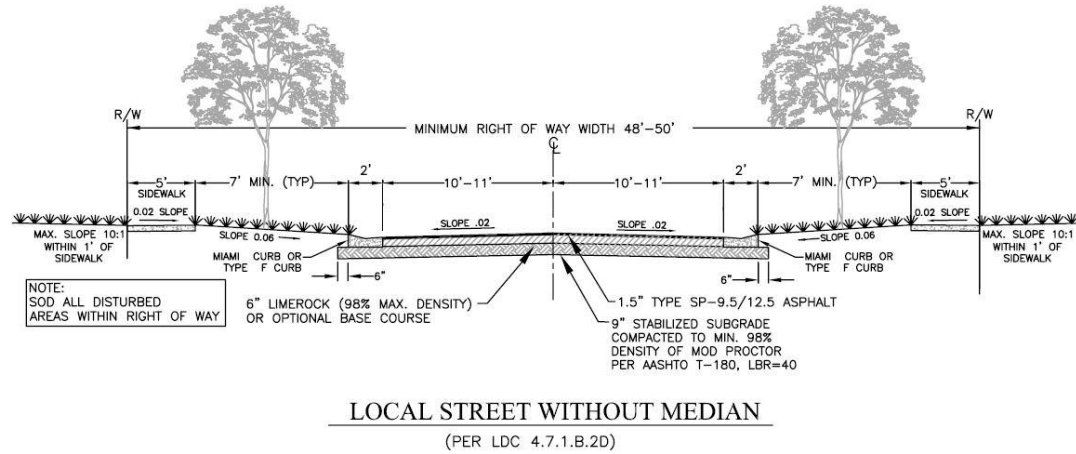 R/W
R/W
MINIMUM RIGHT OF WAY WIDTH 48'-50'
CL
5'
SIDEWALK
7' MIN. (TYP)
2'
10'-11'
10'-11'
2'
7' MIN. (TYP)
5'
SIDEWALK
0.02 SLOPE
SLOPE 0.06
SLOPE .02
SLOPE .02
SLOPE 0.06
0.02 SLOPE
MAX. SLOPE 10:1
WITHIN 1' OF
SIDEWALK
MIAMI CURB OR
TYPE F CURB
MIAMI CURB OR
TYPE F CURB
MAX. SLOPE 10:1
WITHIN 1' OF
SIDEWALK
6"
6"
NOTE:
SOD ALL DISTURBED
AREAS WITHIN RIGHT OF WAY
6" LIMEROCK (98% MAX. DENSITY)
OR OPTIONAL BASE COURSE
1.5" TYPE SP-9.5/12.5 ASPHALT
9" STABILIZED SUBGRADE
COMPACTED TO MIN. 98%
DENSITY OF MOD PROCTOR
PER AASHTO T-180, LBR=40
LOCAL STREET WITHOUT MEDIAN
(PER LDC 4.7.1.B.2D)